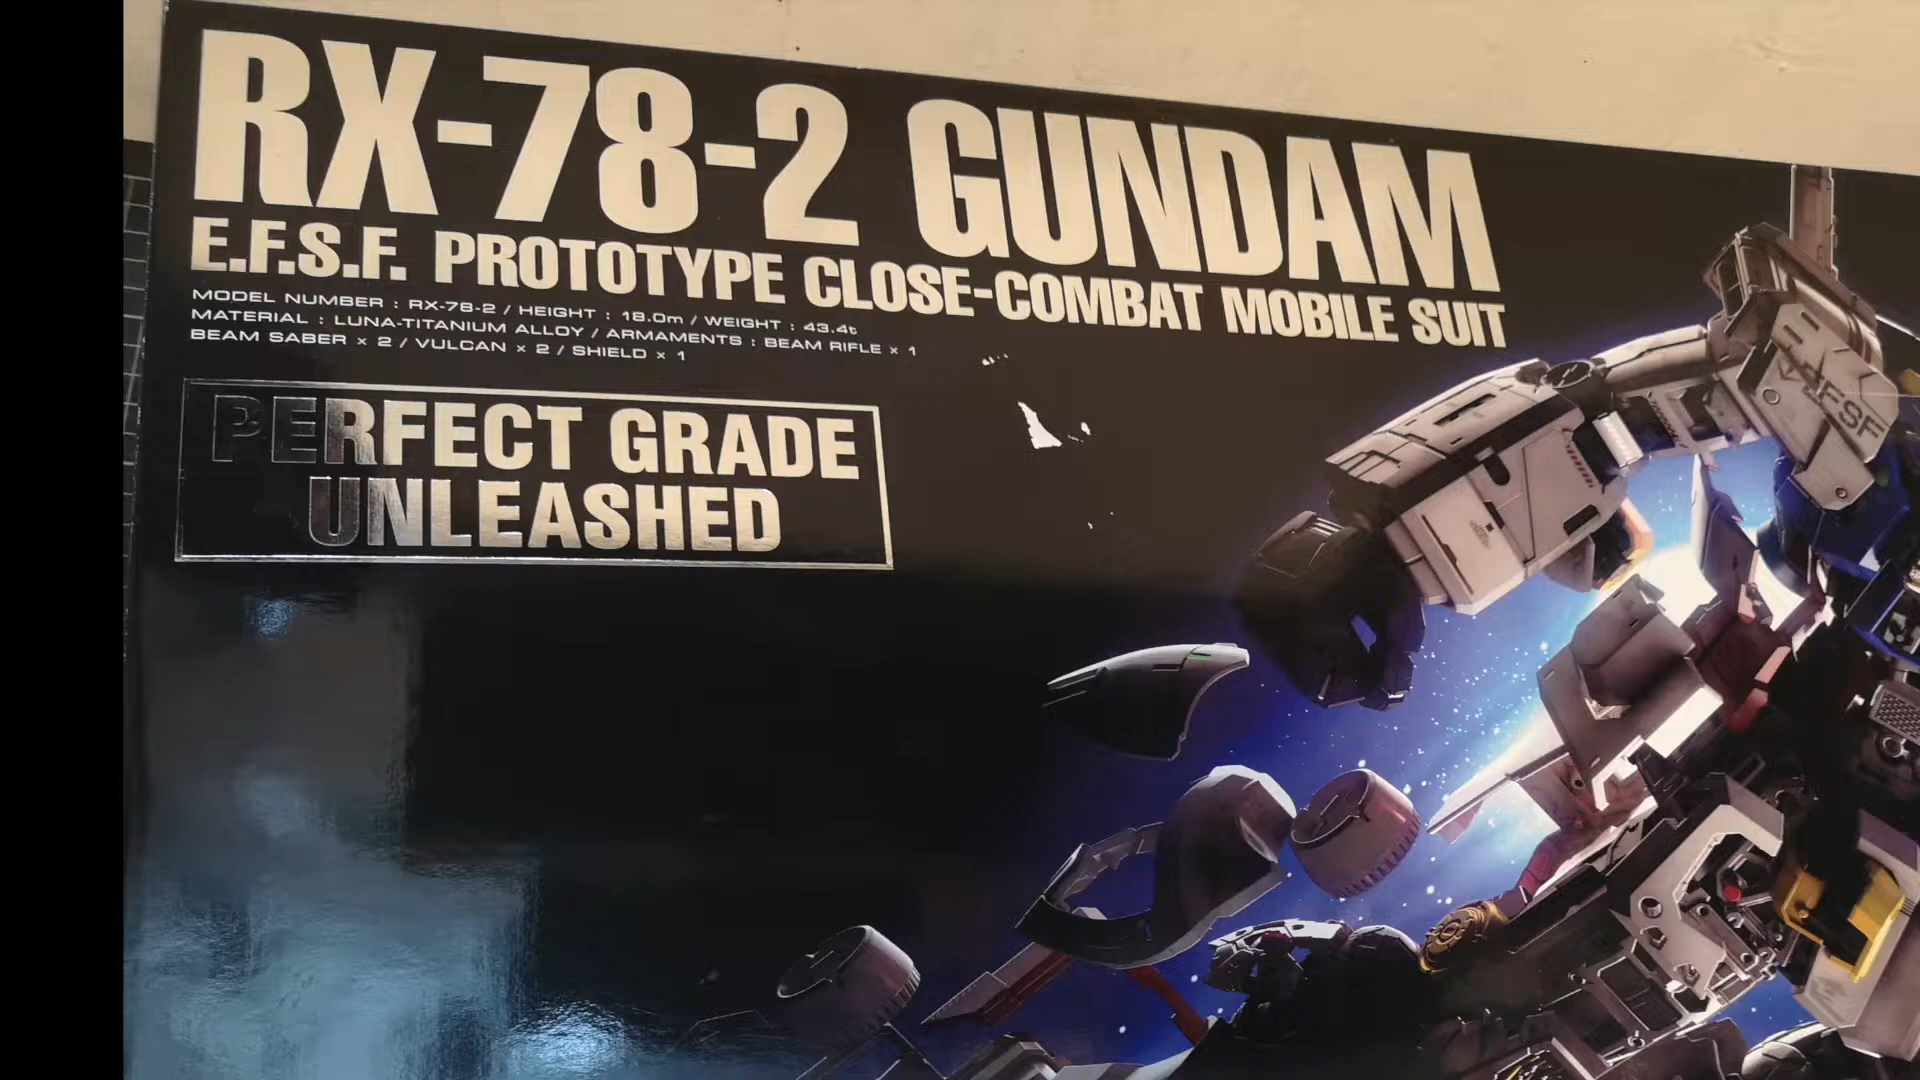 RX-78-2 GUNDAM
E.F.S.F. PROTOTYPE CLOSE-COMBAT MOBILE SUIT
MODEL NUMBER : RX-78-2 / HEIGHT : 18.0m / WEIGHT : 43.4t
MATERIAL : LUNA-TITANIUM ALLOY / ARMAMENTS : BEAM RIFLE × 1
BEAM SABER × 2 / VULCAN × 2 / SHIELD × 1
PERFECT GRADE
UNLEASHED
EFSF